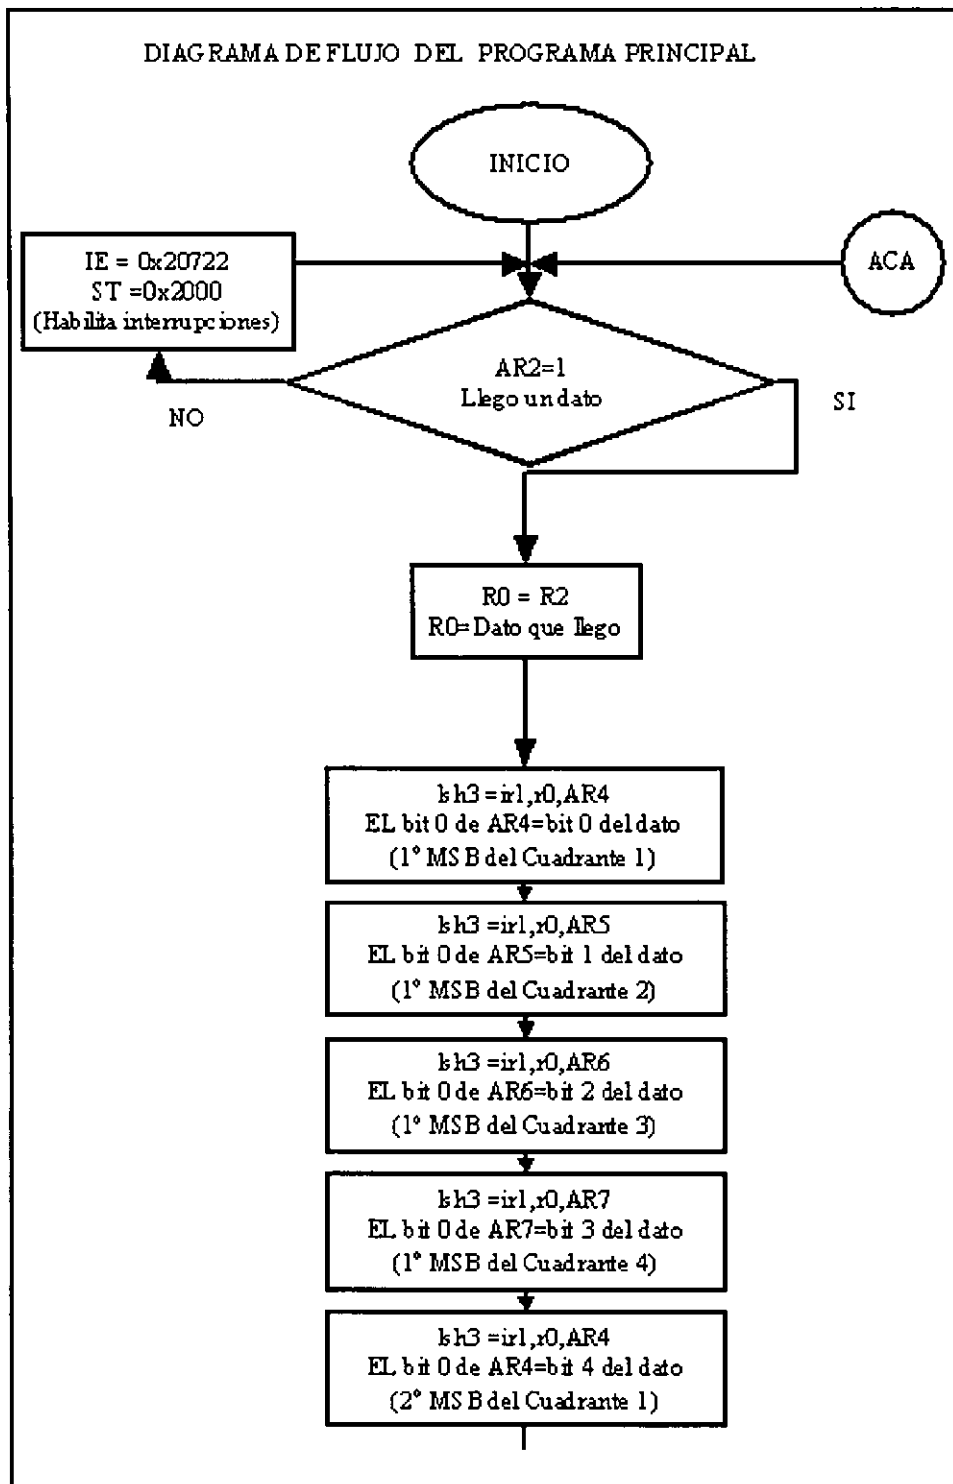 DIAGRAMA DE FLUJO DEL PROGRAMA PRINCIPAL
INICIO
IE = 0x20722
ST =0x2000
(Habilita interrupciones)
ACA
AR2=1
Llego un dato
NO
SI
R0 = R2
R0=Dato que llego
lsh3 =ir1,r0,AR4
EL bit 0 de AR4=bit 0 del dato
(1° MSB del Cuadrante 1)
lsh3 =ir1,r0,AR5
EL bit 0 de AR5=bit 1 del dato
(1° MSB del Cuadrante 2)
lsh3 =ir1,r0,AR6
EL bit 0 de AR6=bit 2 del dato
(1° MSB del Cuadrante 3)
lsh3 =ir1,r0,AR7
EL bit 0 de AR7=bit 3 del dato
(1° MSB del Cuadrante 4)
lsh3 =ir1,r0,AR4
EL bit 0 de AR4=bit 4 del dato
(2° MSB del Cuadrante 1)